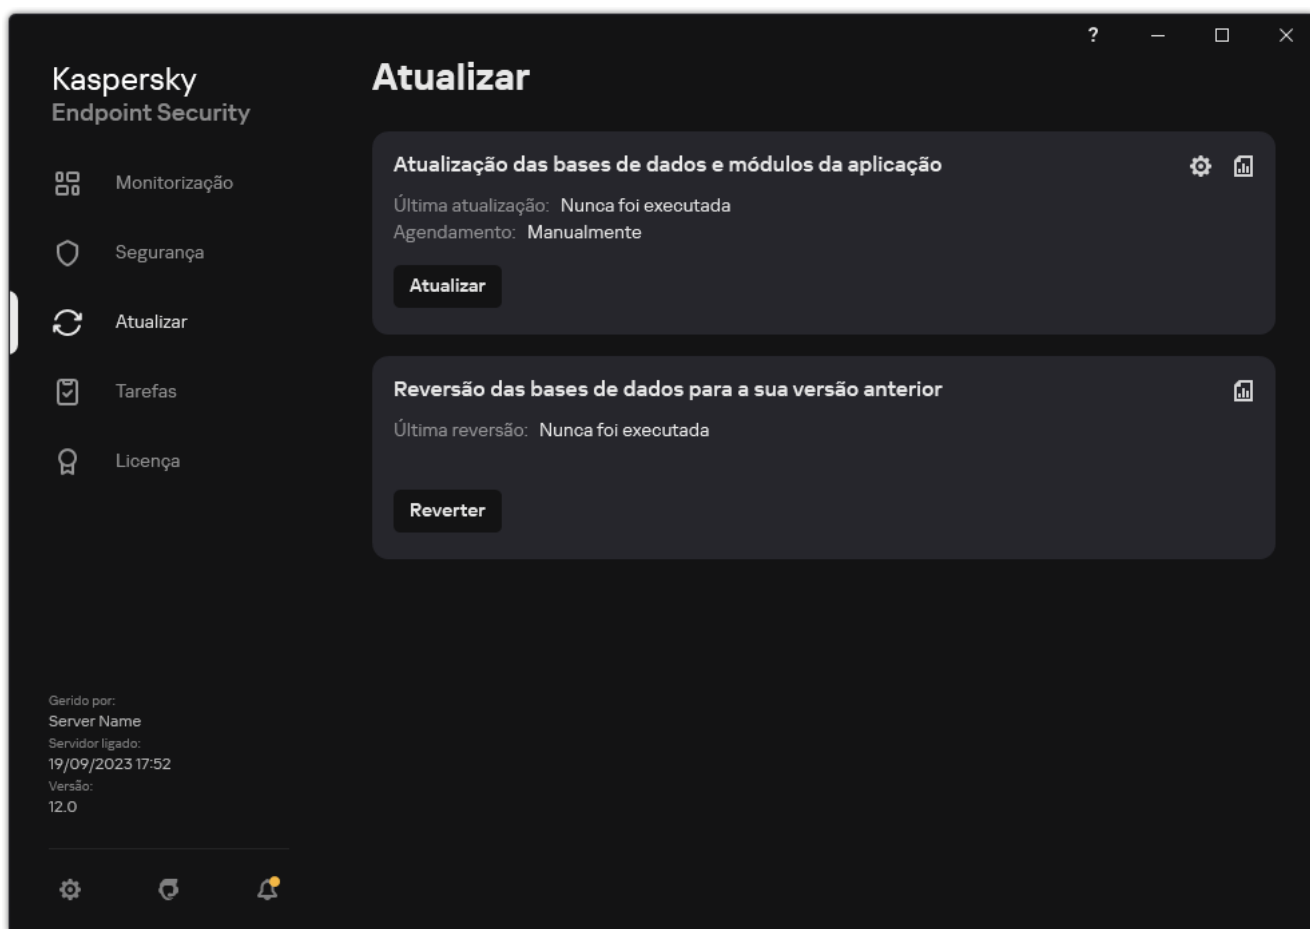 ?
Kaspersky
Endpoint Security
Monitorização
Segurança
Atualizar
Tarefas
Licença
Gerido por:
Server Name
Servidor ligado:
19/09/2023 17:52
Versão:
12.0
Atualizar
Atualização das bases de dados e módulos da aplicação
Última atualização: Nunca foi executada
Agendamento: Manualmente
Atualizar
Reversão das bases de dados para a sua versão anterior
Última reversão: Nunca foi executada
Reverter